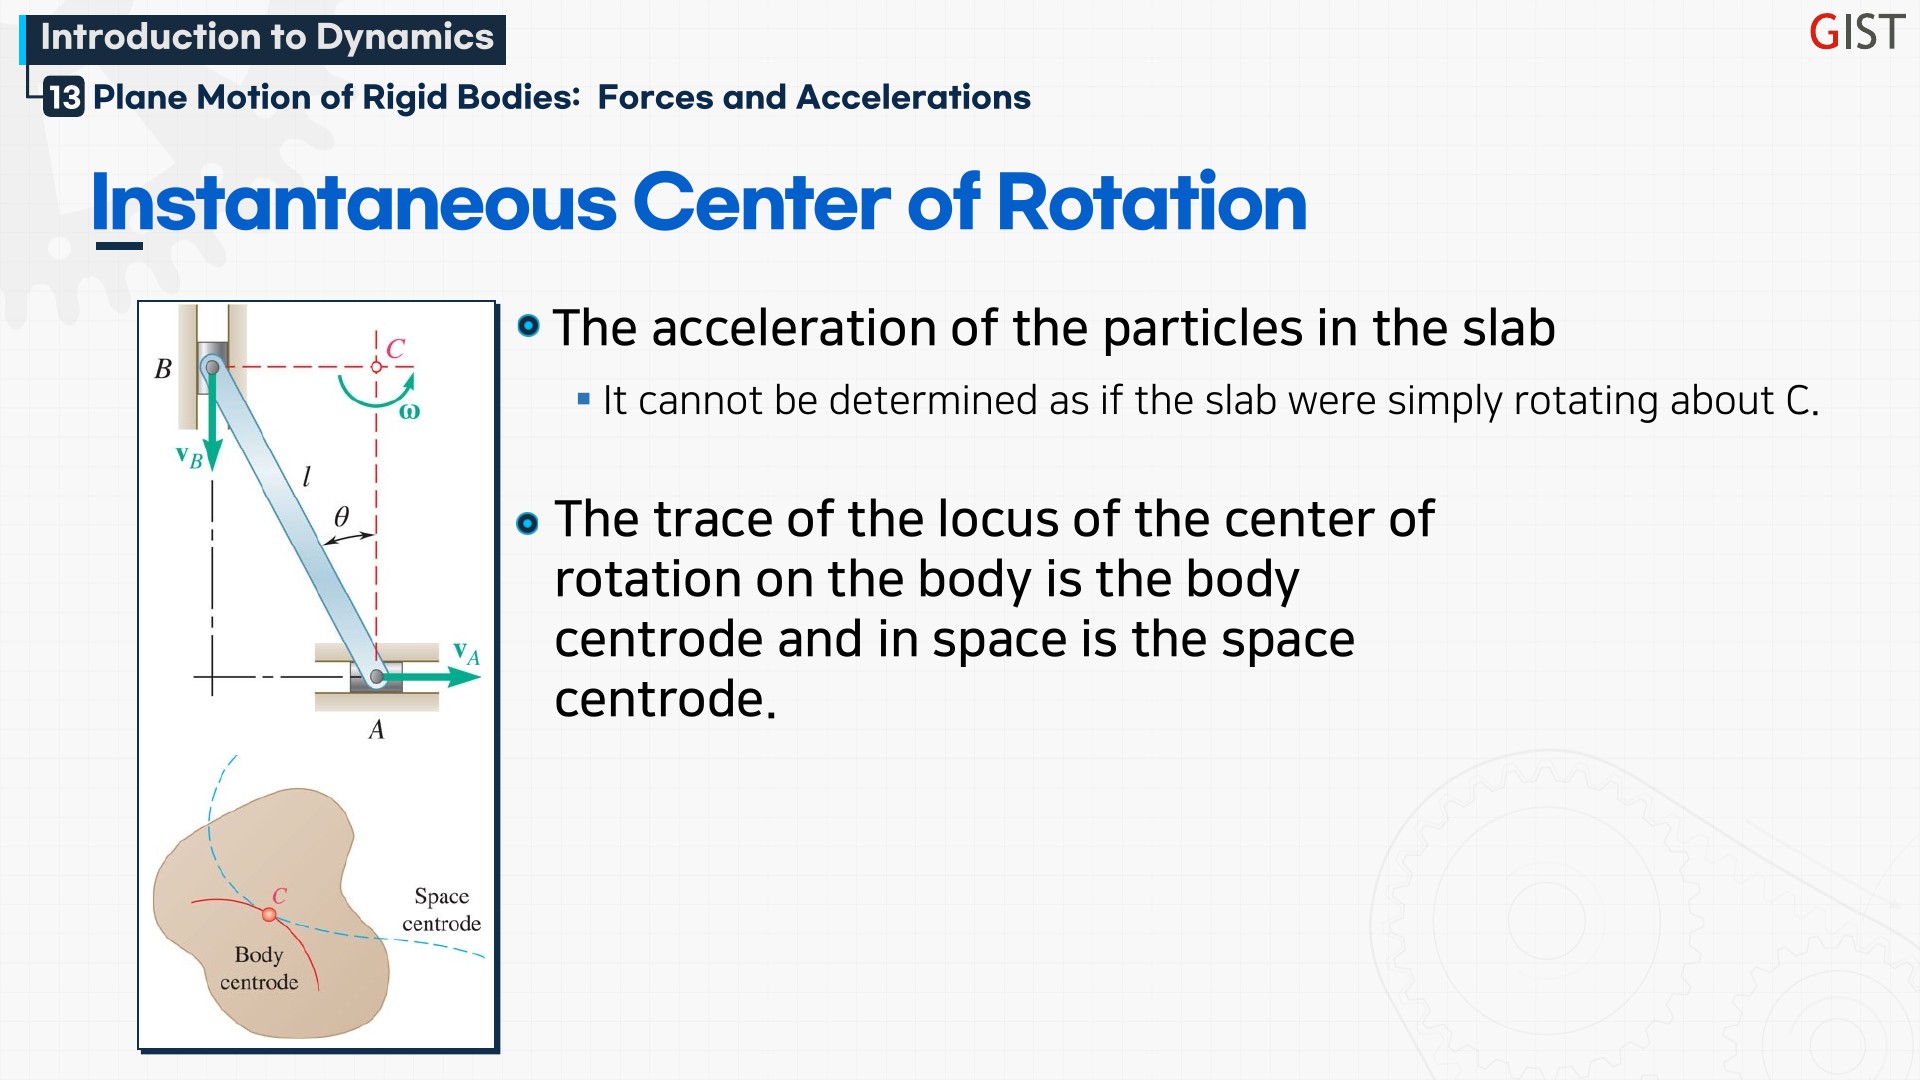 Introduction to Dynamics
GIST
13 Plane Motion of Rigid Bodies: Forces and Accelerations
Instantaneous Center of Rotation
The acceleration of the particles in the slab
It cannot be determined as if the slab were simply rotating about C.
The trace of the locus of the center of
rotation on the body is the body
centrode and in space is the space
centrode.
B
C
ω
v_B
l
θ
v_A
A
C
Space
centrode
Body
centrode